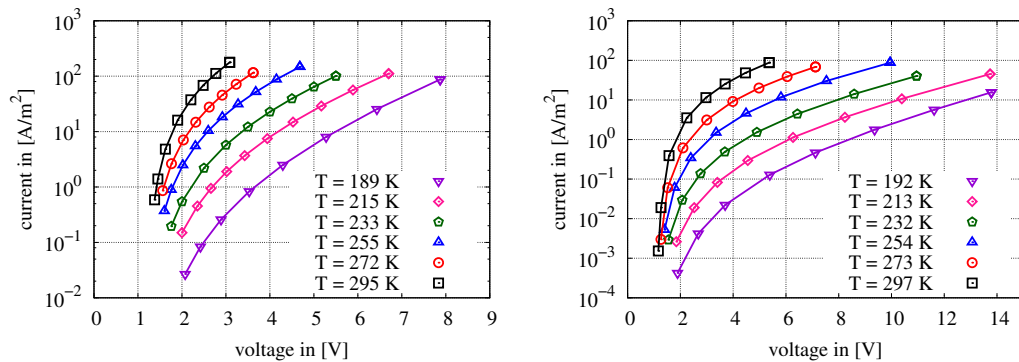 current in [A/m²]
10³
10²
10¹
10⁰
10⁻¹
10⁻²
0 1 2 3 4 5 6 7 8 9
voltage in [V]
T = 189 K
T = 215 K
T = 233 K
T = 255 K
T = 272 K
T = 295 K
current in [A/m²]
10³
10²
10¹
10⁰
10⁻¹
10⁻²
10⁻³
10⁻⁴
0 2 4 6 8 10 12 14
voltage in [V]
T = 192 K
T = 213 K
T = 232 K
T = 254 K
T = 273 K
T = 297 K